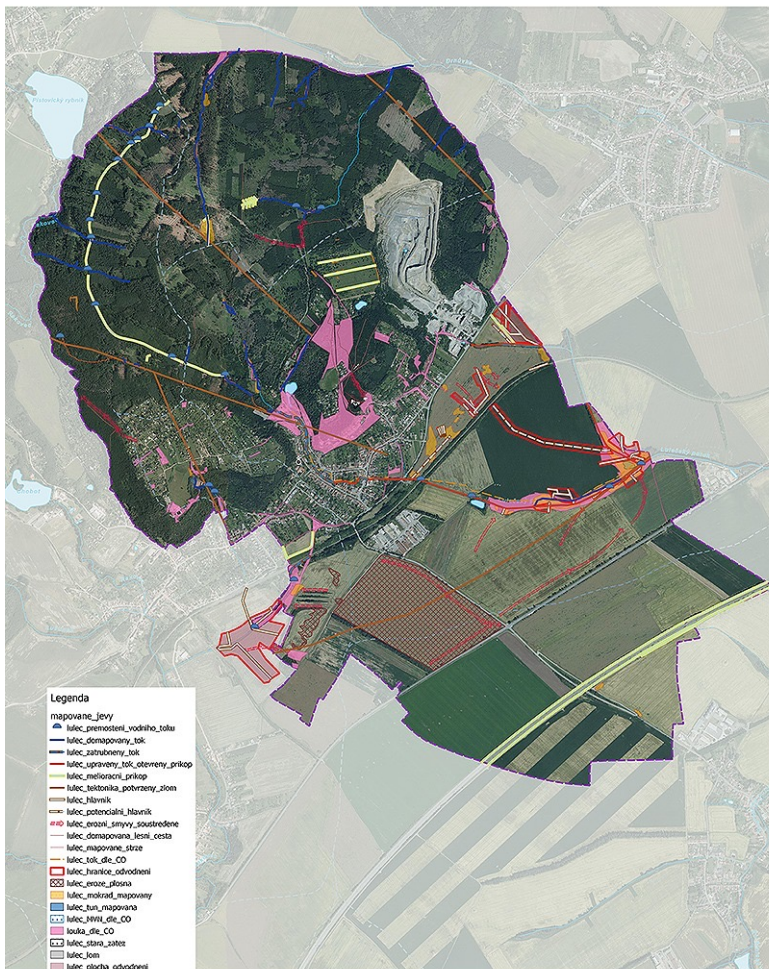 Legenda
mapovane_jevy
lulec_premosteni_vodniho_toku
lulec_domapovany_tok
lulec_zatrubneny_tok
lulec_upraveny_tok_otevreny_prikop
lulec_melioracni_prikop
lulec_tektonika_potvrzeny_zlom
lulec_hlavnik
lulec_potencialni_hlavnik
lulec_erozni_smyvy_soustředene
lulec_domapovana_lesni_cesta
lulec_mapovane_strze
lulec_tok_dle_CO
lulec_hranice_odvodneni
lulec_eroze_plosna
lulec_mokrad_mapovany
lulec_tun_mapovana
lulec_MVN_dle_CO
louka_dle_CO
lulec_stara_zatez
lulec_lom
lulec_plocha_odvodneni